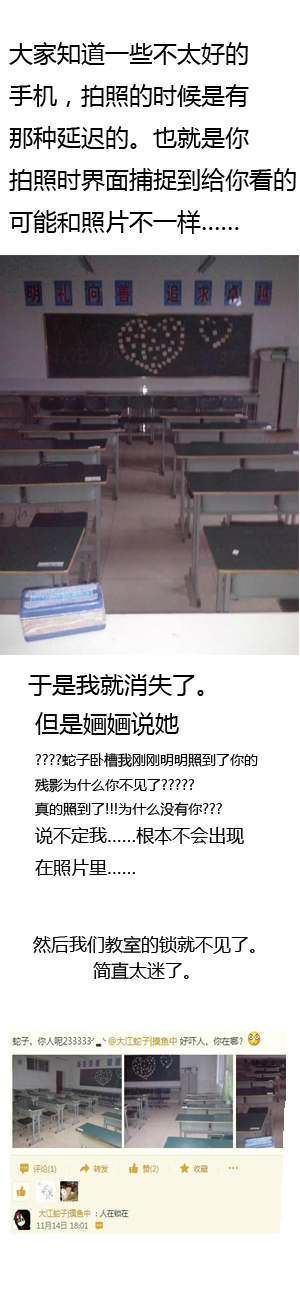 大家知道一些不太好的
手机，拍照的时候是有
那种延迟的。也就是你
拍照时界面捕捉到给你看的
可能和照片不一样……
明礼向善 追求卓越
于是我就消失了。
但是婳婳说她
????蛇子卧槽我刚刚明明照到了你的
残影为什么你不见了?????
真的照到了!!!为什么没有你???
说不定我……根本不会出现
在照片里……
然后我们教室的锁就不见了。
简直太迷了。
蛇子，你人呢233333 @大江蛇子|摸鱼中 好吓人，你在哪？
评论(1) 转发 赞(2) 收藏 ...
大江蛇子|摸鱼中：人在锁在
11月14日 18:01